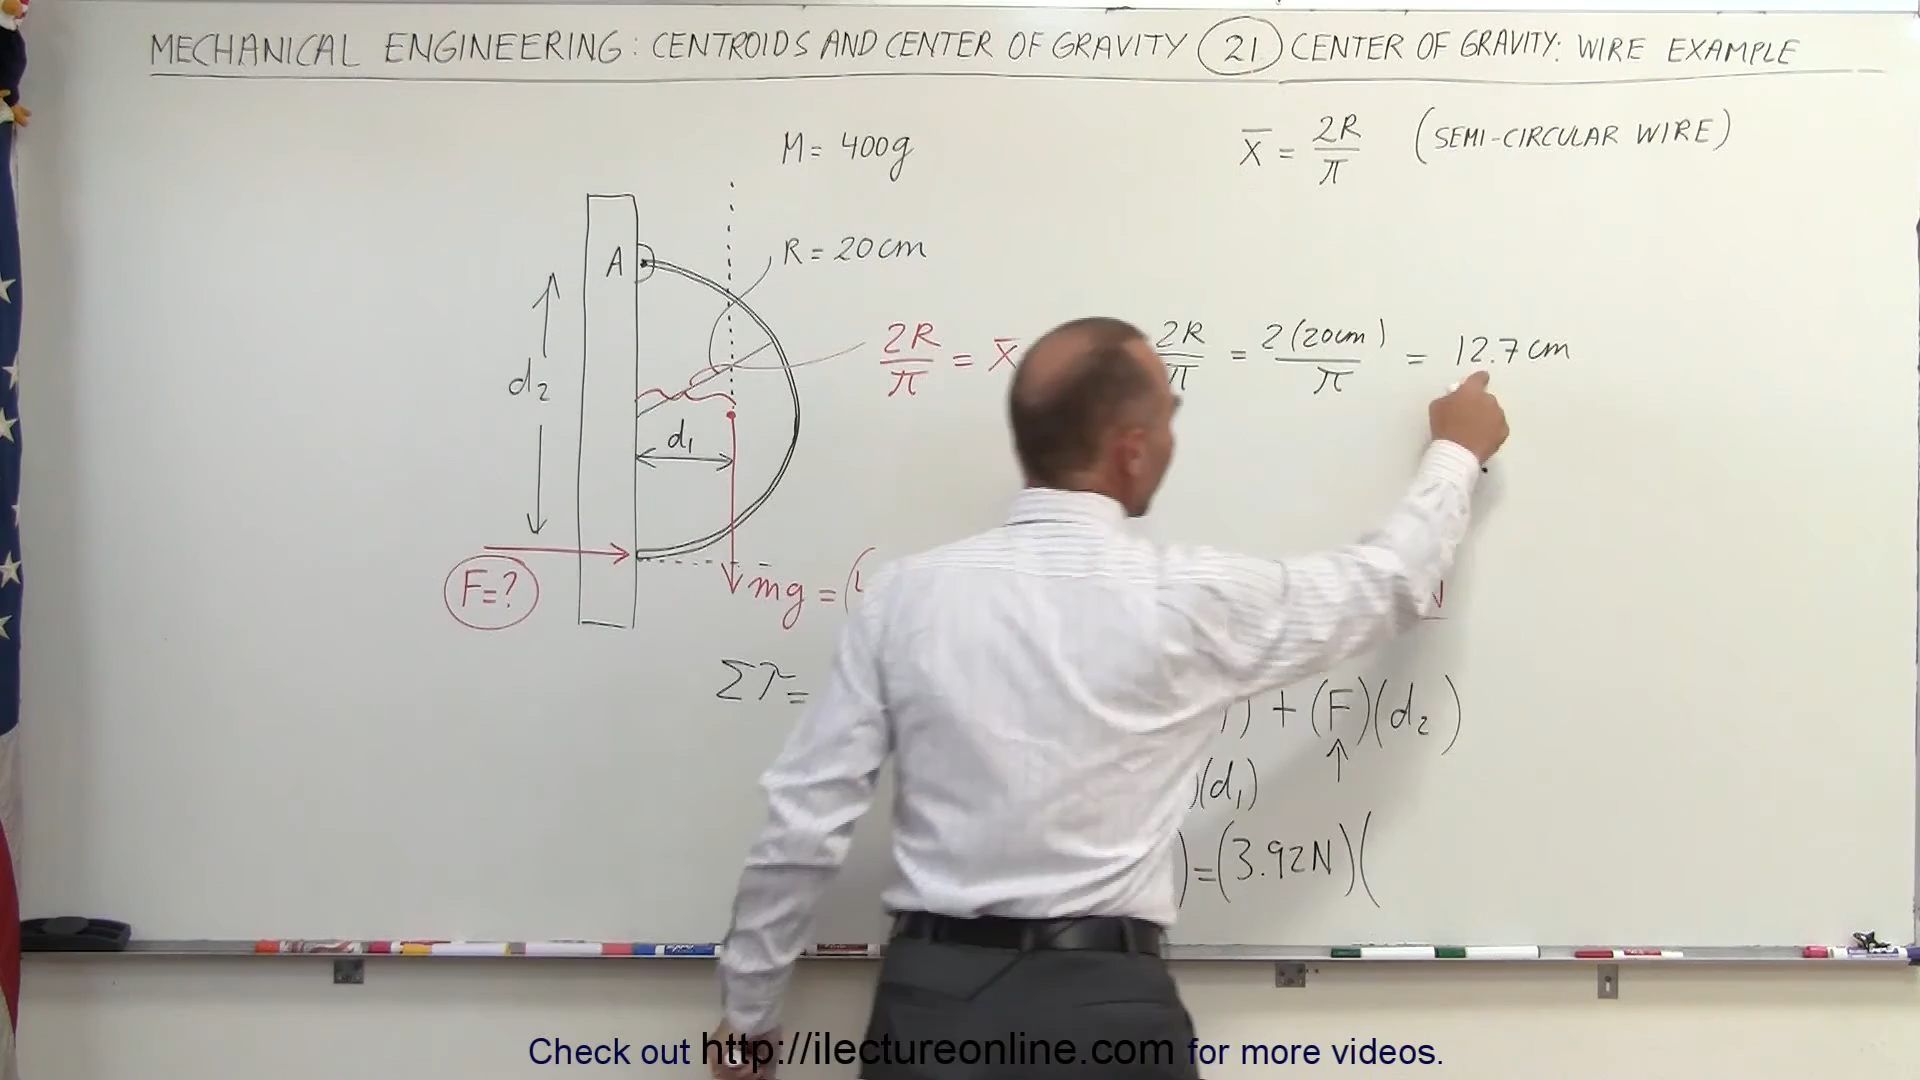 MECHANICAL ENGINEERING: CENTROIDS AND CENTER OF GRAVITY (21) CENTER OF GRAVITY: WIRE EXAMPLE
M = 400g
X̅ = 2R/π (SEMI-CIRCULAR WIRE)
A
R = 20cm
2R/π = X̅
2R/π = 2(20cm)/π = 12.7cm
d₂
d₁
F=?
mg = (
Στ =
) + (F)(d₂)
)(d₁)
) = (3.92N)(
Check out http://ilectureonline.com for more videos.